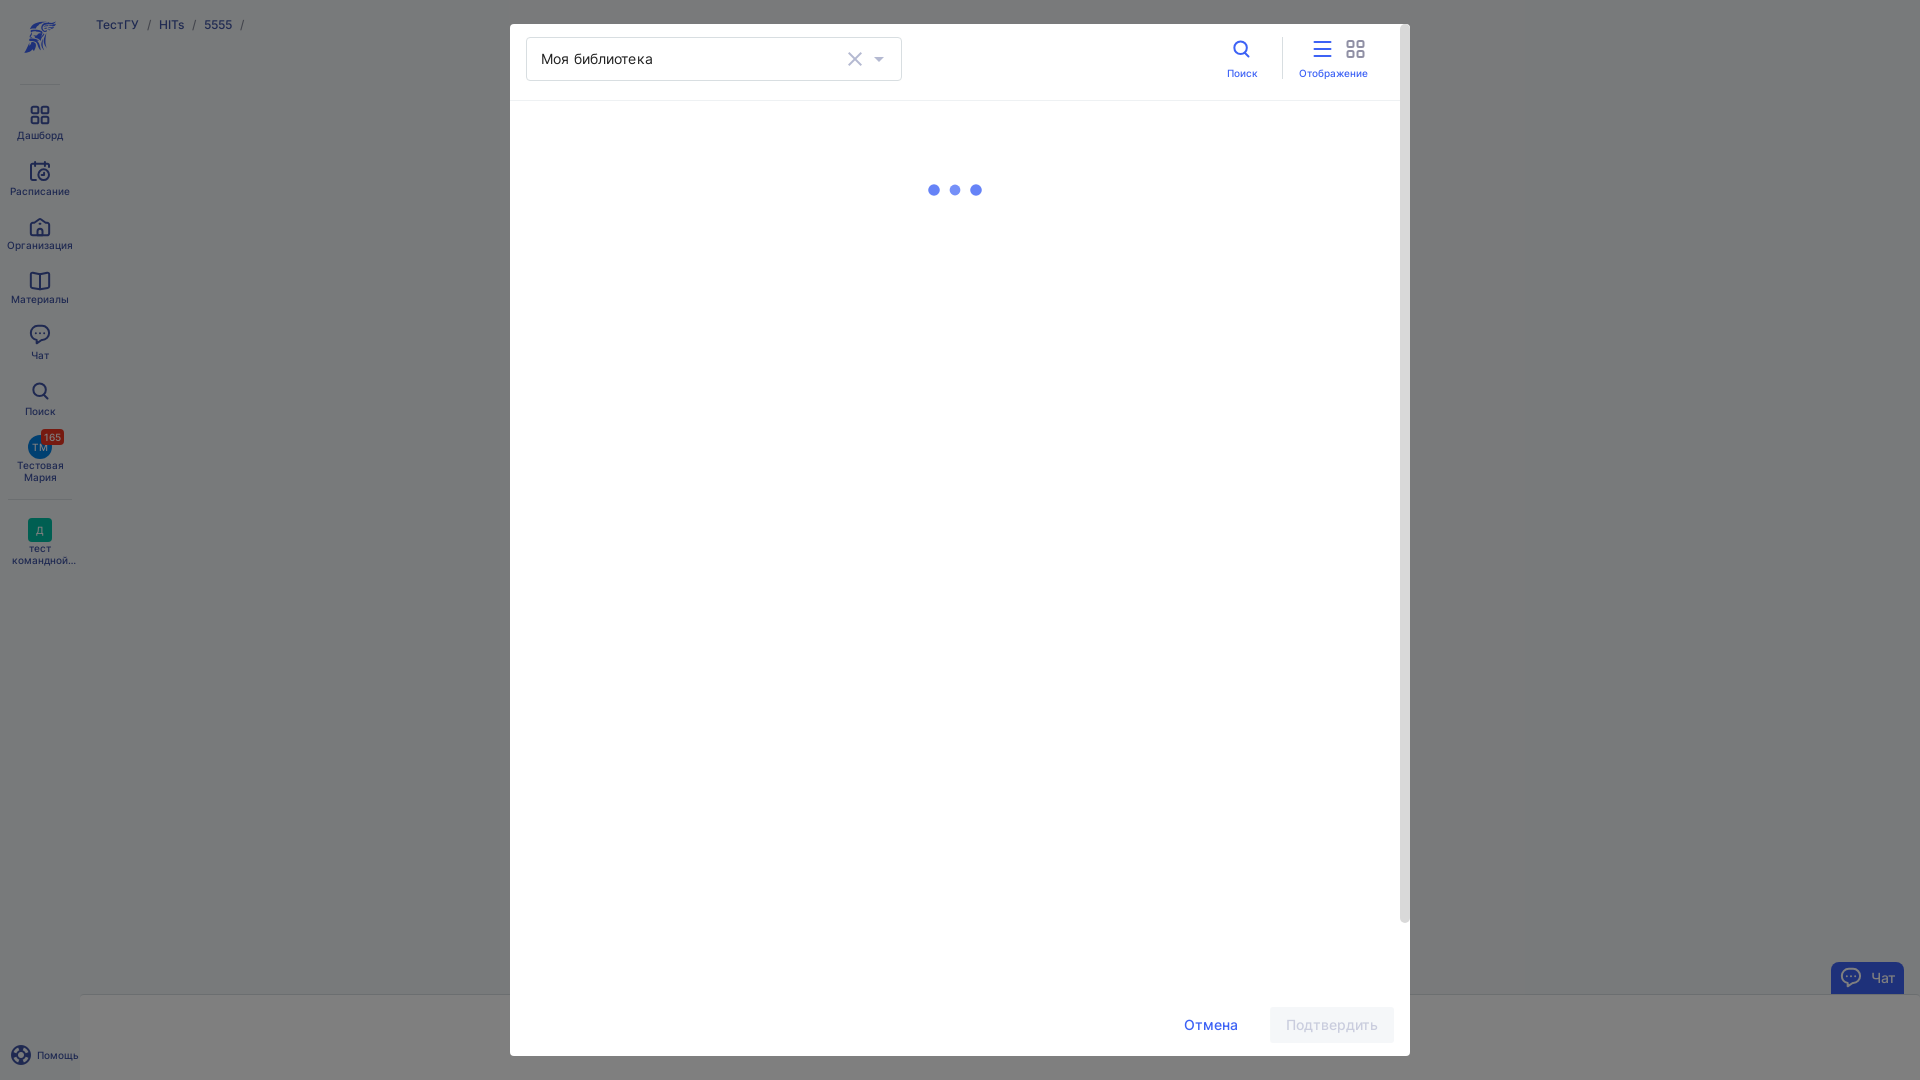 ТестГУ / HITs / 5555 /
Моя библиотека
Поиск
Отображение
Дашборд
Расписание
Организация
Материалы
Чат
Поиск
ТМ
165
Тестовая
Мария
Д
тест
командной...
Чат
Отмена
Подтвердить
Помощь